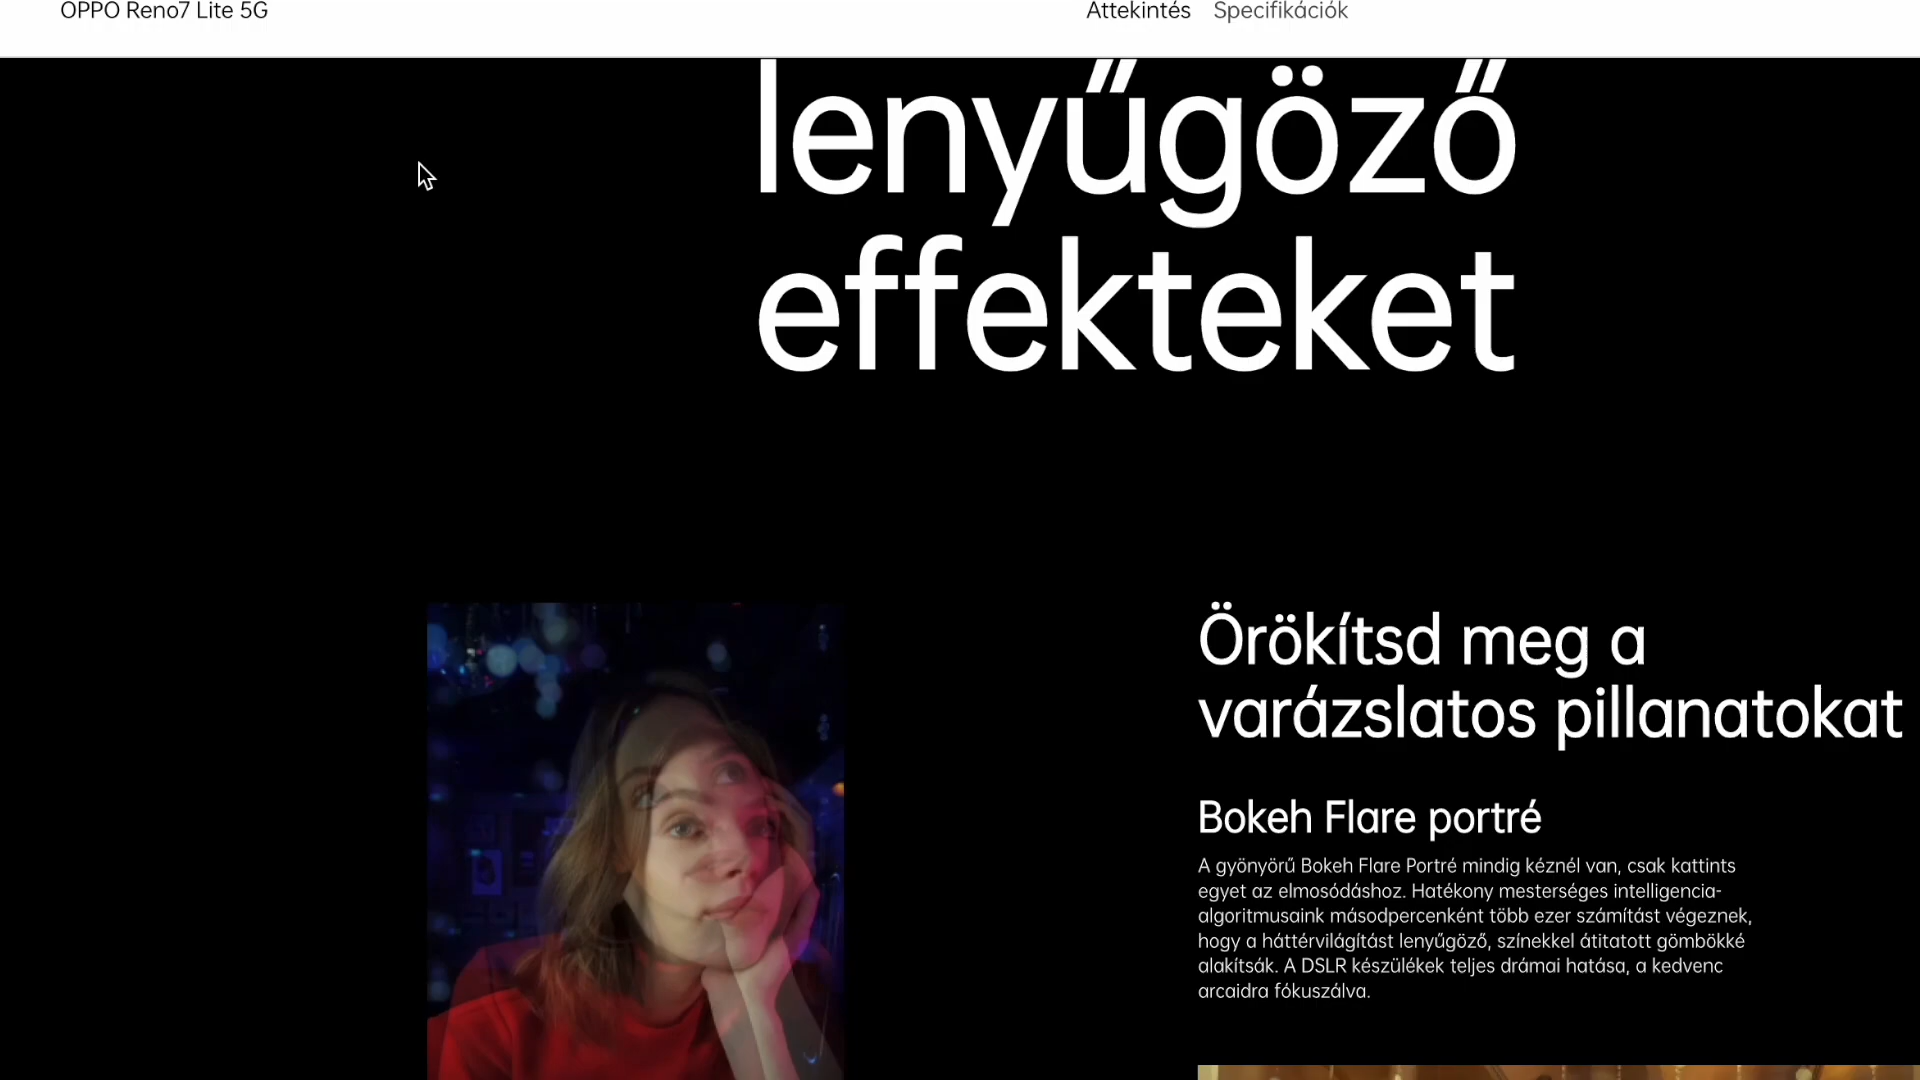 OPPO Reno7 Lite 5G
Áttekintés Specifikációk
lenyűgöző
effekteket
Örökítsd meg a
varázslatos pillanatokat
Bokeh Flare portré
A gyönyörű Bokeh Flare Portré mindig kéznél van, csak kattints
egyet az elmosódáshoz. Hatékony mesterséges intelligencia-
algoritmusaink másodpercenként több ezer számítást végeznek,
hogy a háttérvilágítást lenyűgöző, színekkel átitatott gömbökké
alakítsák. A DSLR készülékek teljes drámai hatása, a kedvenc
arcaidra fókuszálva.